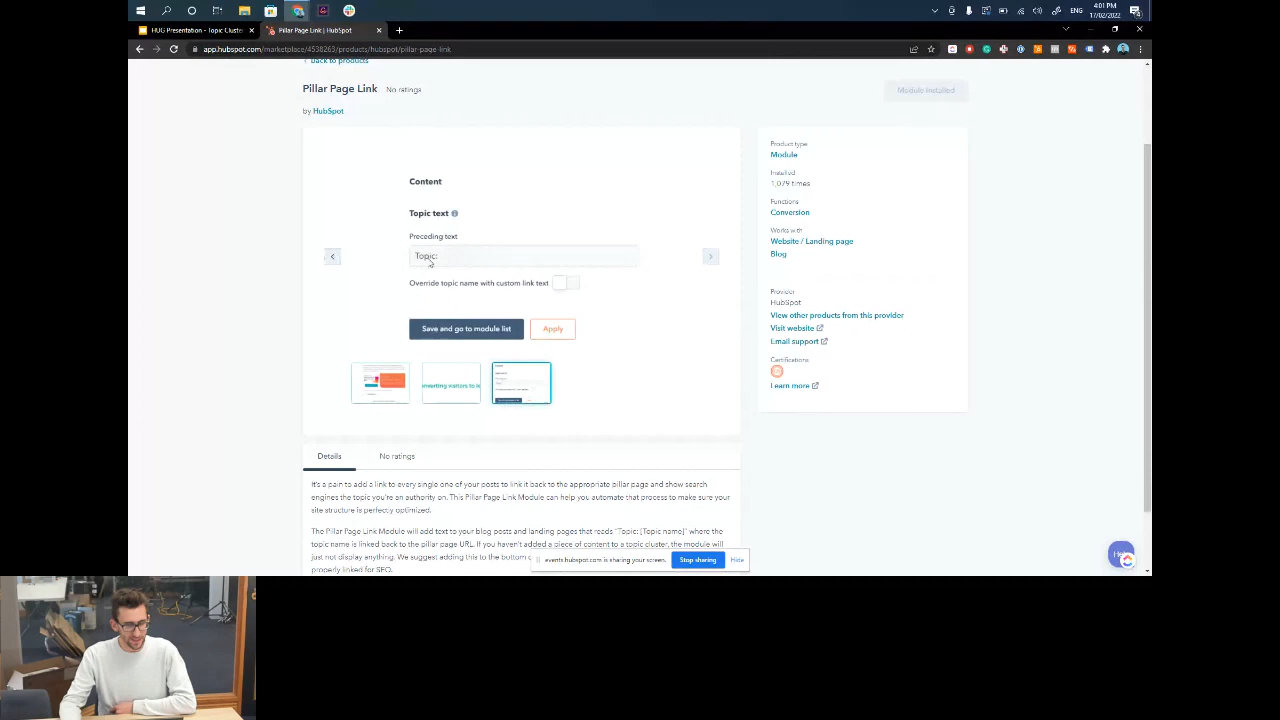 4:01 PM
ENG
17/02/2022
HUG Presentation - Topic Cluste
Pillar Page Link | HubSpot
app.hubspot.com/marketplace/4538263/products/hubspot/pillar-page-link
Back to products
Pillar Page Link No ratings
Module installed
by HubSpot
Content
Topic text
Preceding text
Topic:
Override topic name with custom link text
Save and go to module list
Apply
onverting visitors to le
Product type
Module
Installed
1,079 times
Functions
Conversion
Works with
Website / Landing page
Blog
Provider
HubSpot
View other products from this provider
Visit website
Email support
Certifications
Learn more
Details
No ratings
It's a pain to add a link to every single one of your posts to link it back to the appropriate pillar page and show search
engines the topic you're an authority on. This Pillar Page Link Module can help you automate that process to make sure your
site structure is perfectly optimized.
The Pillar Page Link Module will add text to your blog posts and landing pages that reads "Topic: [Topic name]" where the
topic name is linked back to the pillar page URL. If you haven't added a piece of content to a topic cluster, the module will
just not display anything. We suggest adding this to the bottom o
properly linked for SEO.
events.hubspot.com is sharing your screen.
Stop sharing
Hide